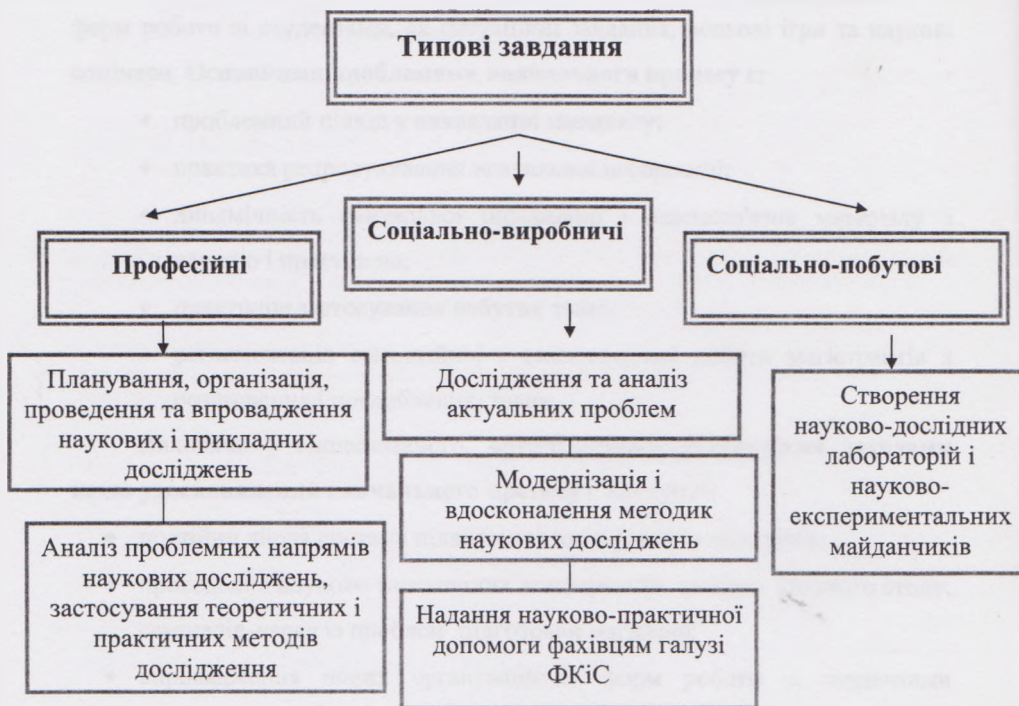 Типові завдання
Професійні
Соціально-виробничі
Соціально-побутові
Планування, організація,
проведення та впровадження
наукових і прикладних
досліджень
Аналіз проблемних напрямів
наукових досліджень,
застосування теоретичних і
практичних методів
дослідження
Дослідження та аналіз
актуальних проблем
Модернізація і
вдосконалення методик
наукових досліджень
Надання науково-практичної
допомоги фахівцям галузі
ФКіС
Створення
науково-дослідних
лабораторій і
науково-
експериментальних
майданчиків